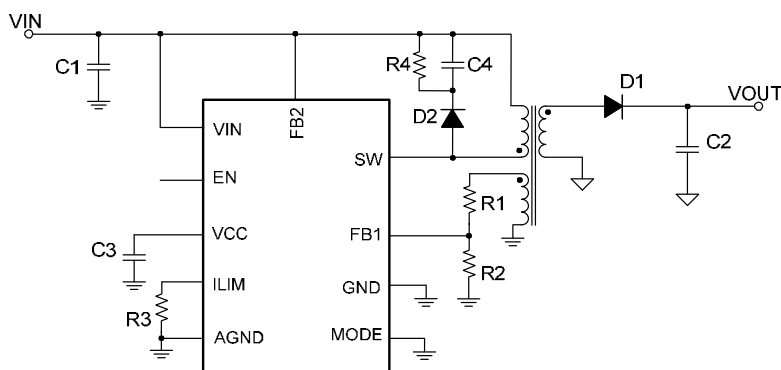 VIN
C1
R4
C4
D1
VOUT
D2
C2
VIN
FB2
SW
EN
R1
VCC
FB1
C3
R2
ILIM
GND
R3
AGND
MODE